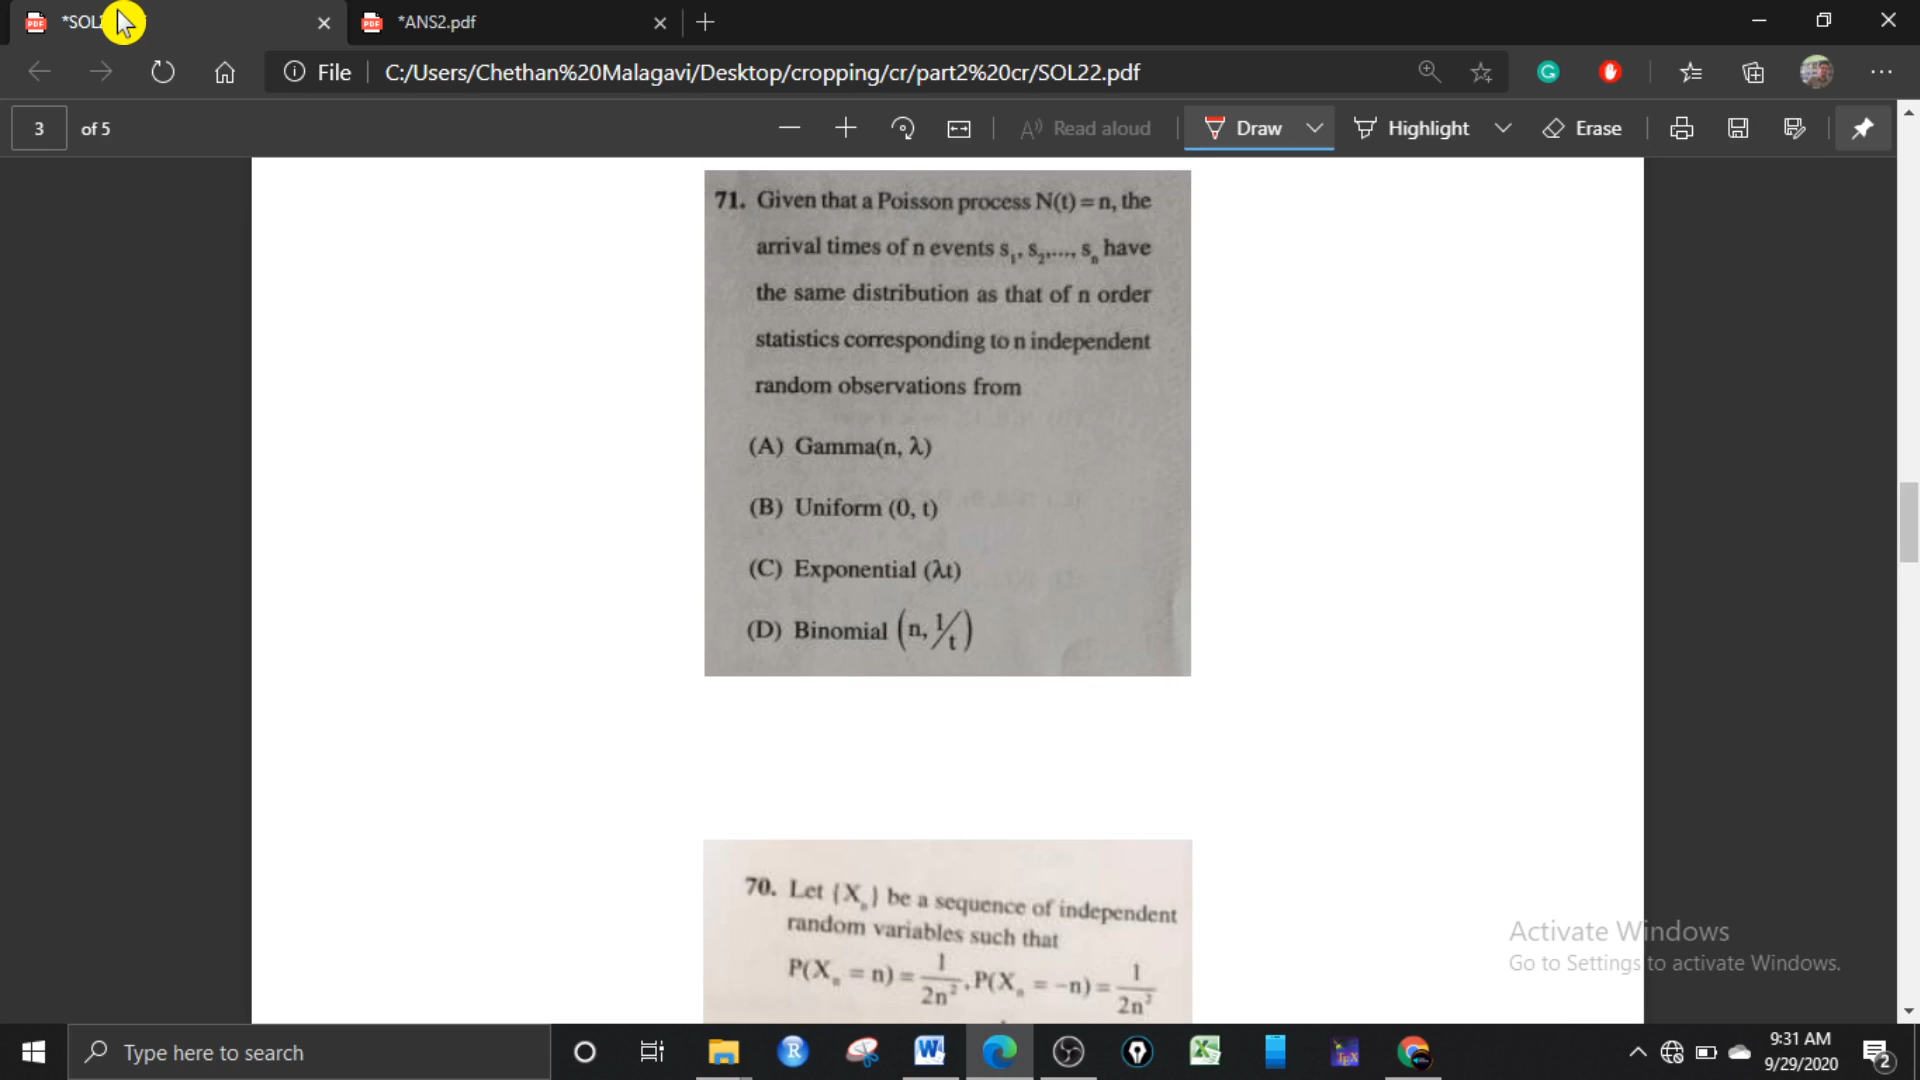 *SOL
*ANS2.pdf
File
C:/Users/Chethan%20Malagavi/Desktop/cropping/cr/part2%20cr/SOL22.pdf
3
of 5
Read aloud
Draw
Highlight
Erase
71. Given that a Poisson process N(t) = n, the
arrival times of n events s₁, s₂,...., sₙ have
the same distribution as that of n order
statistics corresponding to n independent
random observations from
(A) Gamma(n, λ)
(B) Uniform (0, t)
(C) Exponential (λt)
(D) Binomial (n, 1/t)
70. Let {Xₙ} be a sequence of independent
random variables such that
P(Xₙ = n) = 1/2n², P(Xₙ = -n) = 1/2n²
Activate Windows
Go to Settings to activate Windows.
Type here to search
9:31 AM
9/29/2020
2